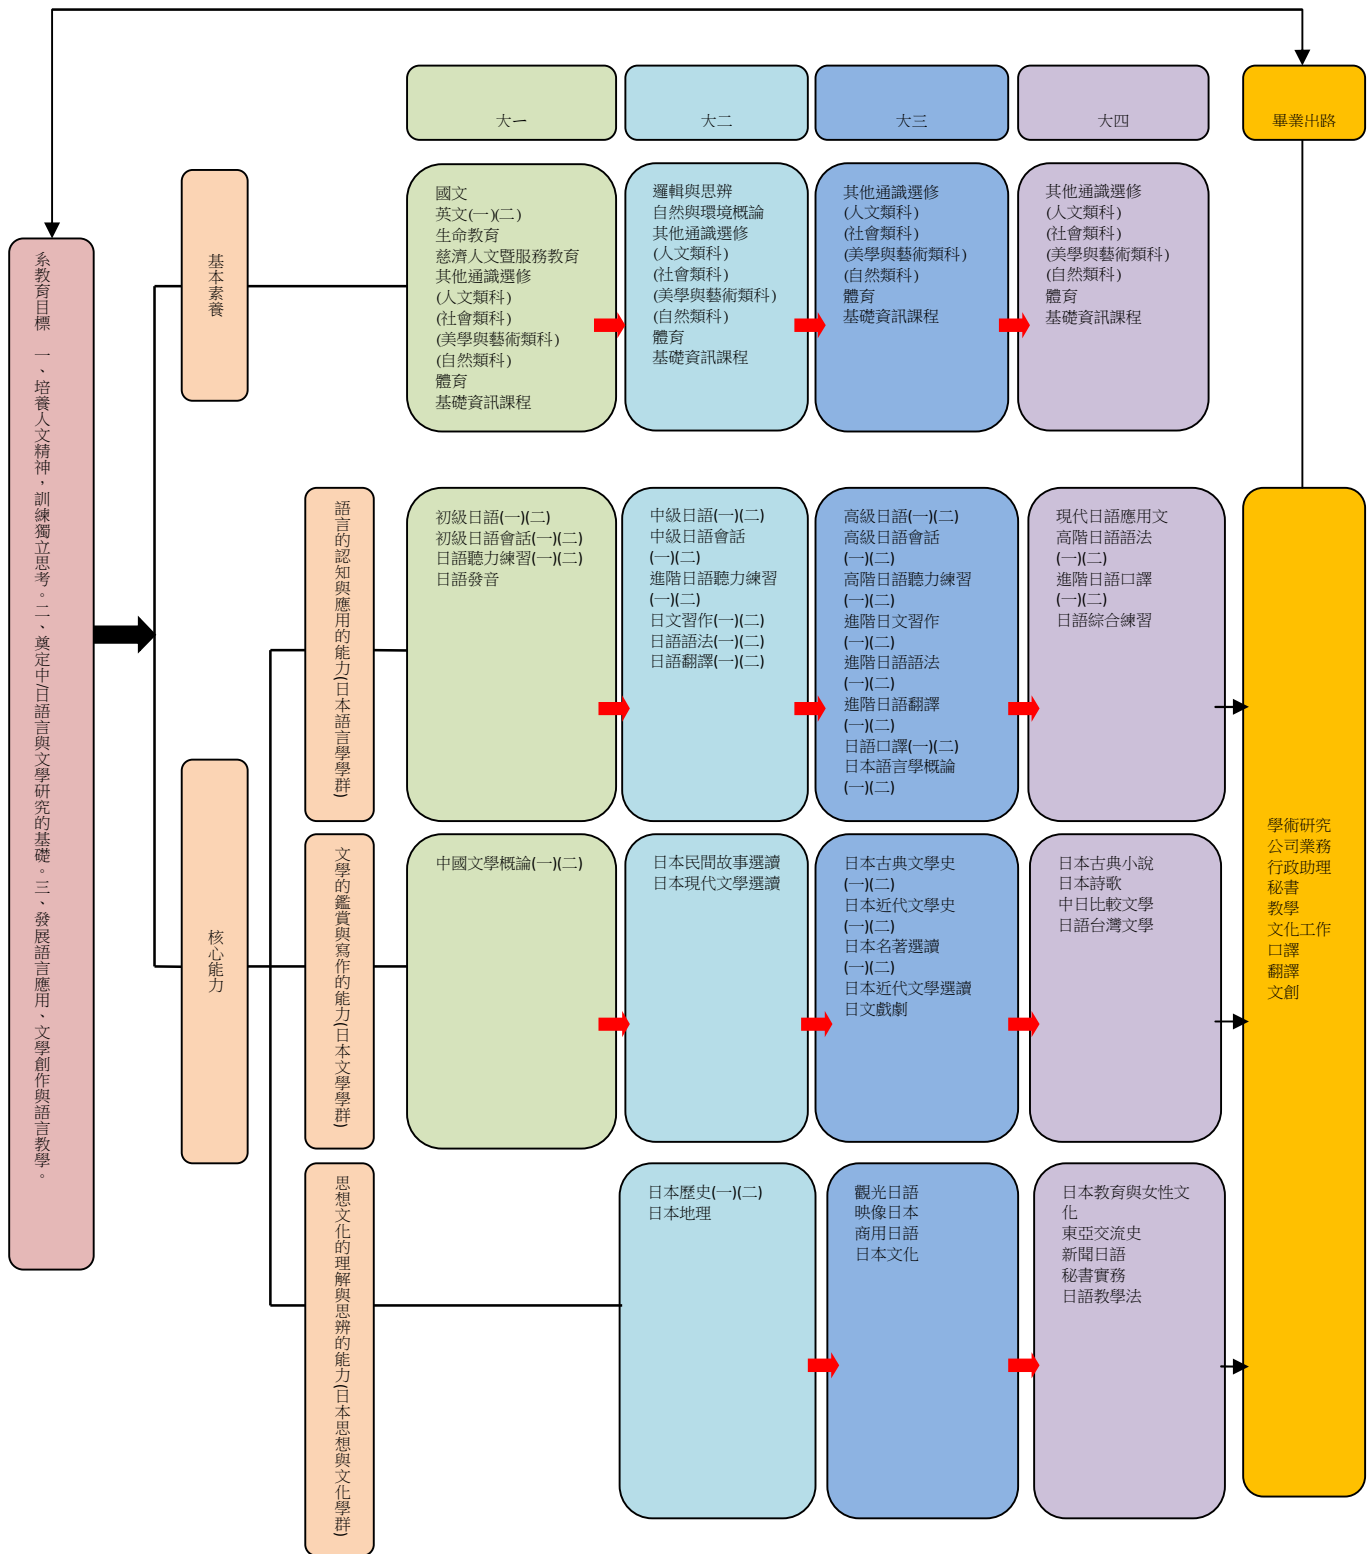 大一
大二
大三
大四
畢業出路
系教育目標　一、培養人文精神，訓練獨立思考。二、奠定中/日語言與文學研究的基礎。三、發展語言應用、文學創作與語言教學。
基本素養
國文
英文(一)(二)
生命教育
慈濟人文暨服務教育
其他通識選修
(人文類科)
(社會類科)
(美學與藝術類科)
(自然類科)
體育
基礎資訊課程
邏輯與思辨
自然與環境概論
其他通識選修
(人文類科)
(社會類科)
(美學與藝術類科)
(自然類科)
體育
基礎資訊課程
其他通識選修
(人文類科)
(社會類科)
(美學與藝術類科)
(自然類科)
體育
基礎資訊課程
其他通識選修
(人文類科)
(社會類科)
(美學與藝術類科)
(自然類科)
體育
基礎資訊課程
核心能力
語言的認知與應用的能力(日本語言學學群)
初級日語(一)(二)
初級日語會話(一)(二)
日語聽力練習(一)(二)
日語發音
中級日語(一)(二)
中級日語會話
(一)(二)
進階日語聽力練習
(一)(二)
日文習作(一)(二)
日語語法(一)(二)
日語翻譯(一)(二)
高級日語(一)(二)
高級日語會話
(一)(二)
高階日語聽力練習
(一)(二)
進階日文習作
(一)(二)
進階日語語法
(一)(二)
進階日語翻譯
(一)(二)
日語口譯(一)(二)
日本語言學概論
(一)(二)
現代日語應用文
高階日語語法
(一)(二)
進階日語口譯
(一)(二)
日語綜合練習
文學的鑑賞與寫作的能力(日本文學學群)
中國文學概論(一)(二)
日本民間故事選讀
日本現代文學選讀
日本古典文學史
(一)(二)
日本近代文學史
(一)(二)
日本名著選讀
(一)(二)
日本近代文學選讀
日文戲劇
日本古典小說
日本詩歌
中日比較文學
日語台灣文學
思想文化的理解與思辨的能力(日本思想與文化學群)
日本歷史(一)(二)
日本地理
觀光日語
映像日本
商用日語
日本文化
日本教育與女性文
化
東亞交流史
新聞日語
秘書實務
日語教學法
學術研究
公司業務
行政助理
秘書
教學
文化工作
口譯
翻譯
文創